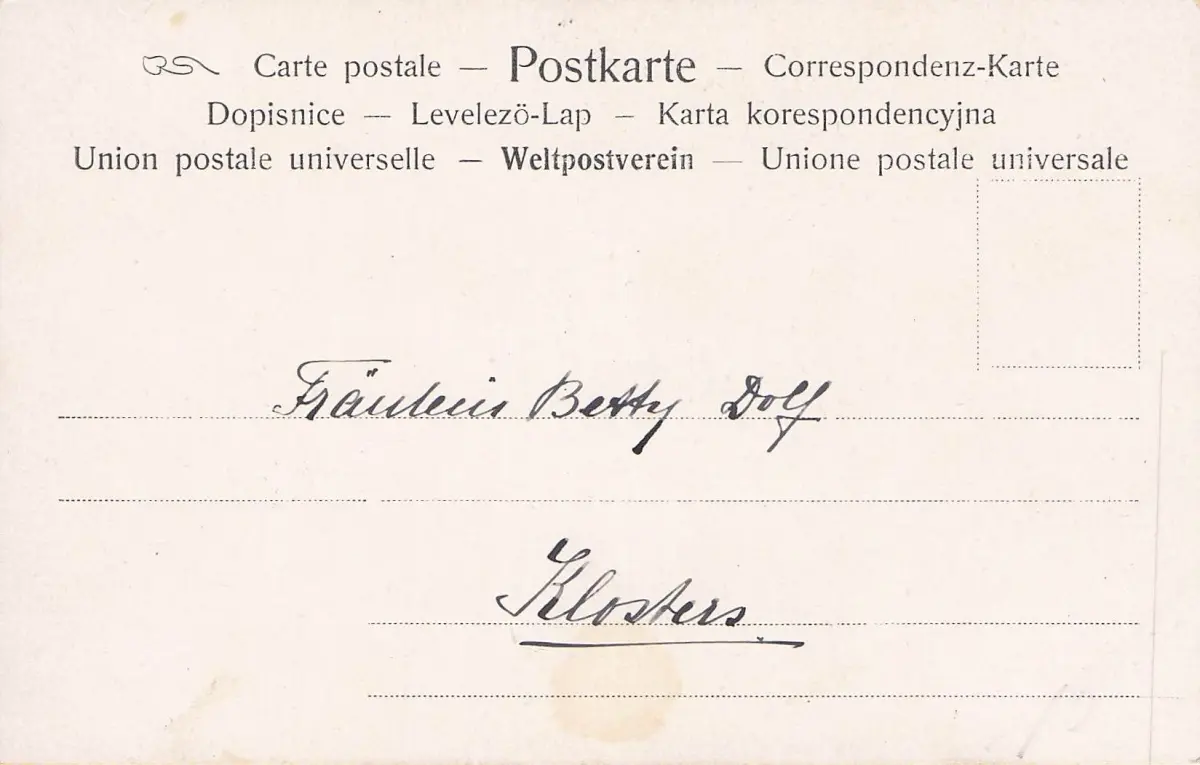 Carte postale — Postkarte — Correspondenz-Karte
Dopisnice — Levelezö-Lap — Karta korespondencyjna
Union postale universelle — Weltpostverein — Unione postale universale
Fräulein Betty Dolf
Klosters.